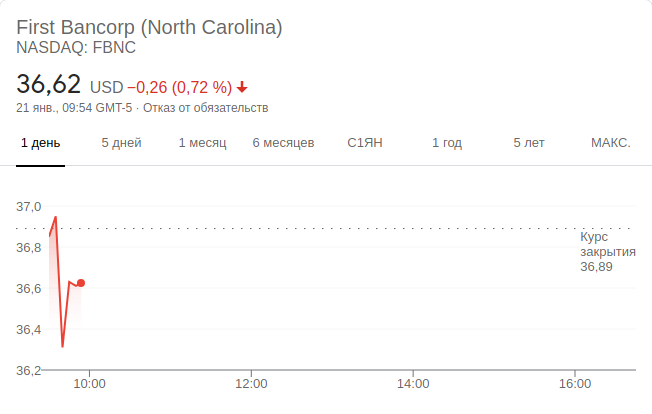 First Bancorp (North Carolina)
NASDAQ: FBNC
36,62 USD −0,26 (0,72 %)
21 янв., 09:54 GMT-5 · Отказ от обязательств
1 день 5 дней 1 месяц 6 месяцев С1ЯН 1 год 5 лет МАКС.
37,0
Курс
36,8
закрытия
36,89
36,6
36,4
36,2
10:00 12:00 14:00 16:00